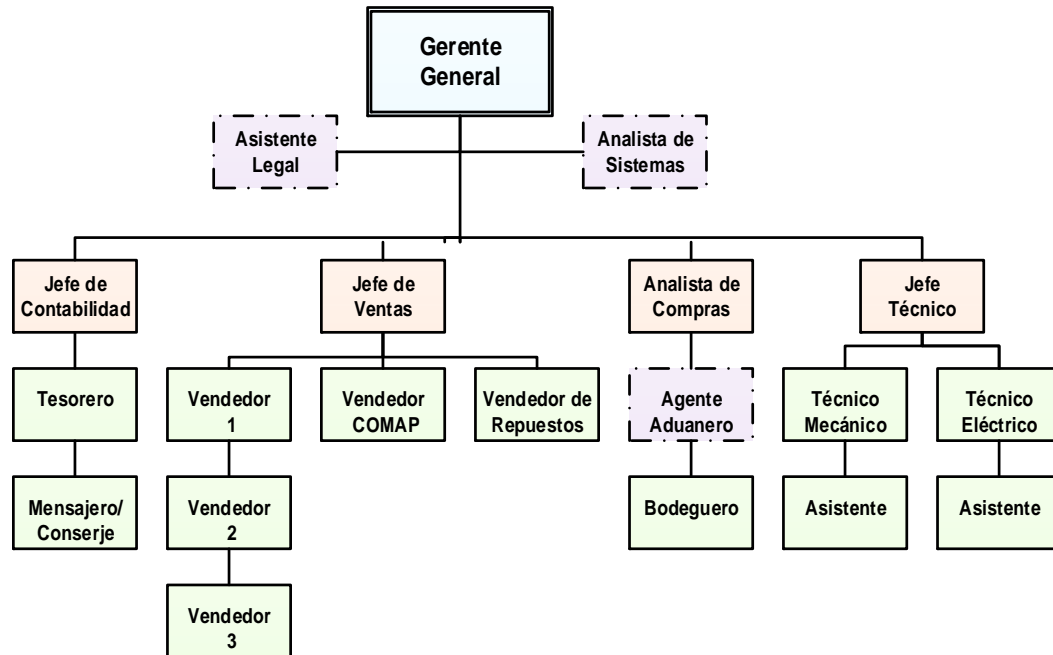 Gerente
General
Asistente
Legal
Analista de
Sistemas
Jefe de
Contabilidad
Jefe de
Ventas
Analista de
Compras
Jefe
Técnico
Tesorero
Vendedor
1
Vendedor
COMAP
Vendedor de
Repuestos
Agente
Aduanero
Técnico
Mecánico
Técnico
Eléctrico
Mensajero/
Conserje
Vendedor
2
Bodeguero
Asistente
Asistente
Vendedor
3